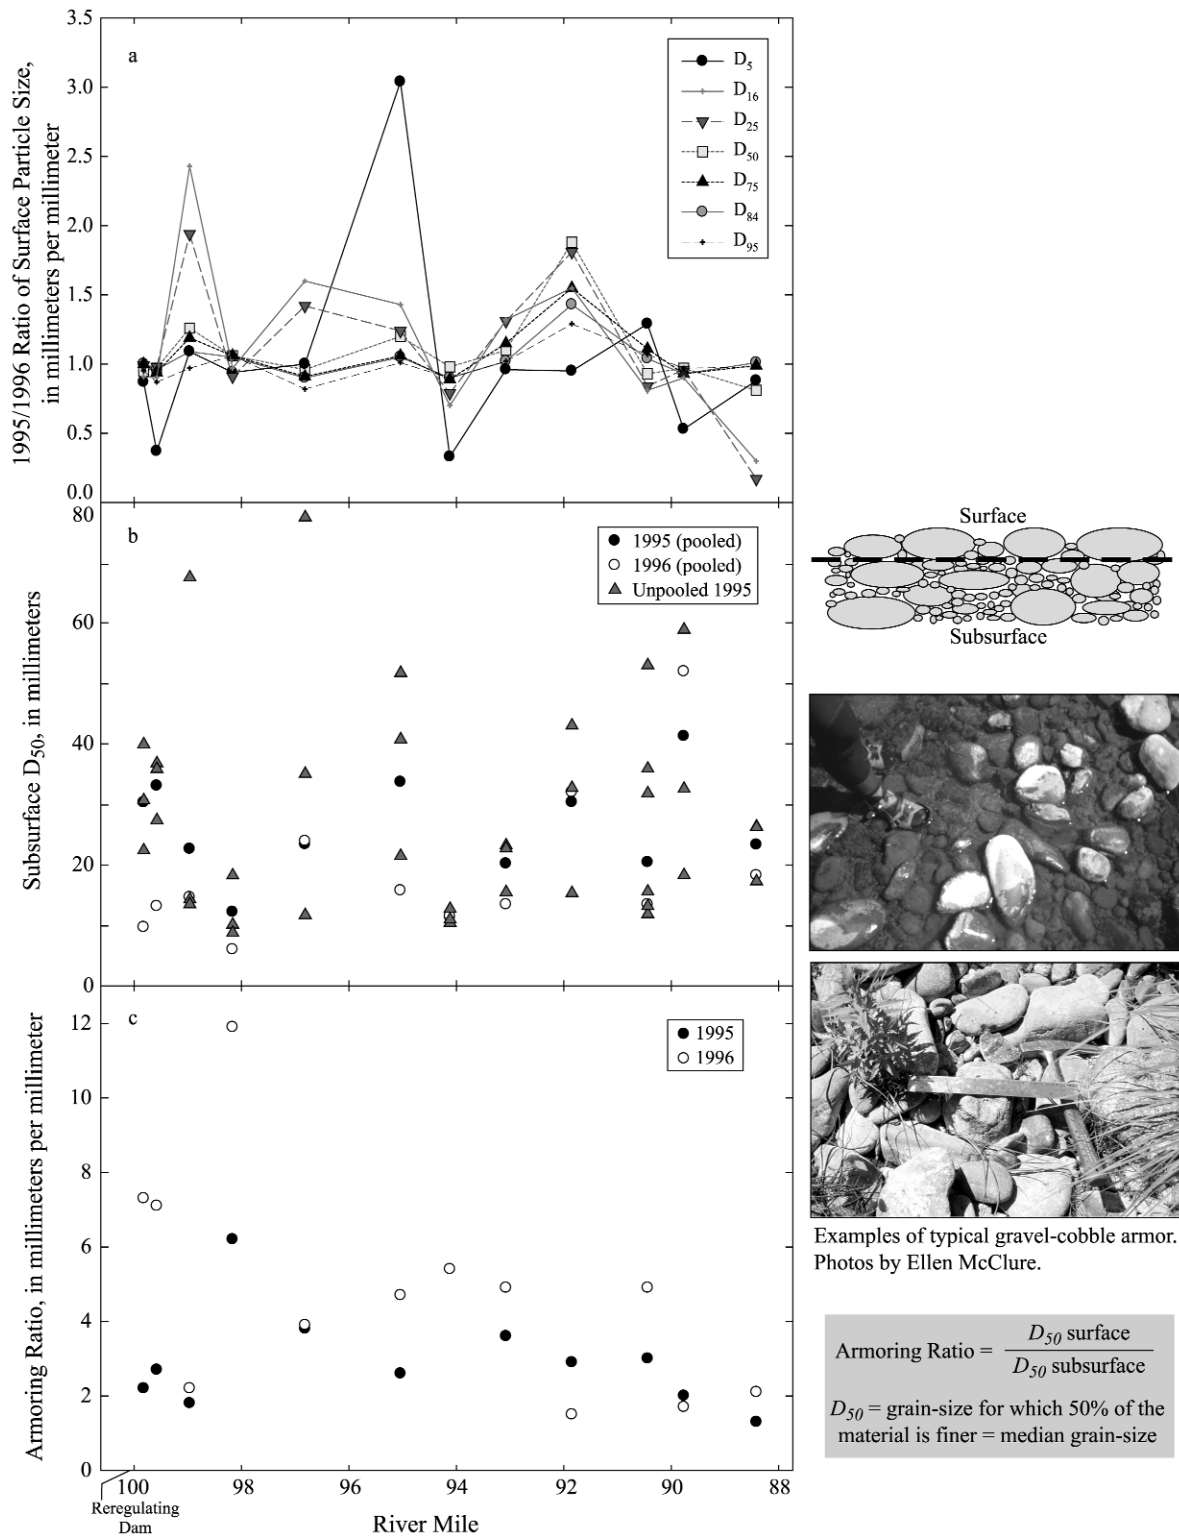 1995/1996 Ratio of Surface Particle Size,
in millimeters per millimeter
3.5
3.0
2.5
2.0
1.5
1.0
0.5
0.0
a
D5
D16
D25
D50
D75
D84
D95
Subsurface D50, in millimeters
80
60
40
20
0
b
1995 (pooled)
1996 (pooled)
Unpooled 1995
Armoring Ratio, in millimeters per millimeter
12
10
8
6
4
2
0
c
1995
1996
100 98 96 94 92 90 88
Reregulating
Dam
River Mile
Surface
Subsurface
Examples of typical gravel-cobble armor.
Photos by Ellen McClure.
Armoring Ratio = D50 surface / D50 subsurface
D50 = grain-size for which 50% of the
material is finer = median grain-size